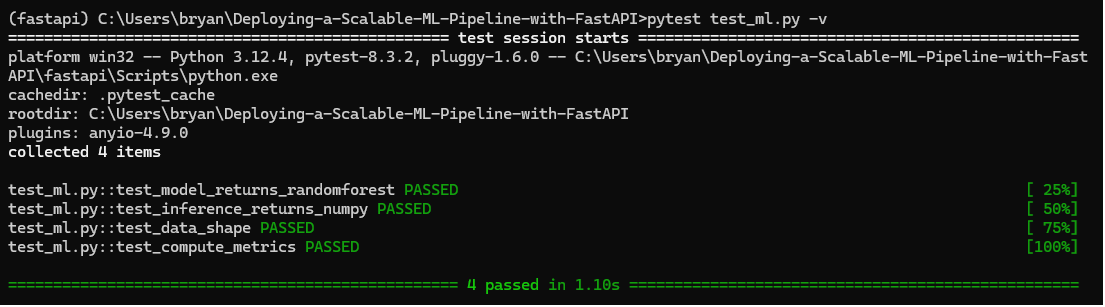 (fastapi) C:\Users\bryan\Deploying-a-Scalable-ML-Pipeline-with-FastAPI>pytest test_ml.py -v
================================================= test session starts =================================================
platform win32 -- Python 3.12.4, pytest-8.3.2, pluggy-1.6.0 -- C:\Users\bryan\Deploying-a-Scalable-ML-Pipeline-with-Fast
API\fastapi\Scripts\python.exe
cachedir: .pytest_cache
rootdir: C:\Users\bryan\Deploying-a-Scalable-ML-Pipeline-with-FastAPI
plugins: anyio-4.9.0
collected 4 items
test_ml.py::test_model_returns_randomforest PASSED [ 25%]
test_ml.py::test_inference_returns_numpy PASSED [ 50%]
test_ml.py::test_data_shape PASSED [ 75%]
test_ml.py::test_compute_metrics PASSED [100%]
================================================== 4 passed in 1.10s ==================================================